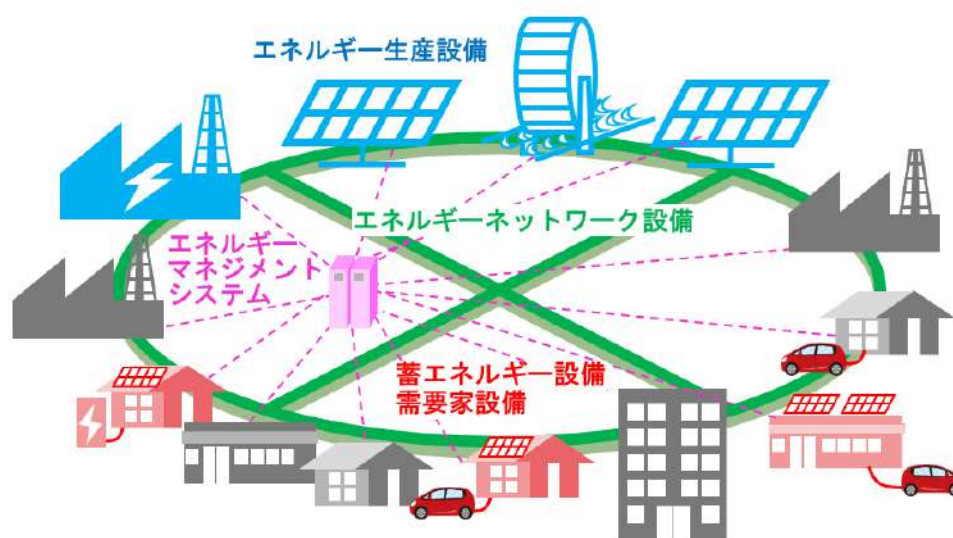 エネルギー生産設備
エネルギーネットワーク設備
エネルギー
マネジメント
システム
蓄エネルギー設備
需要家設備